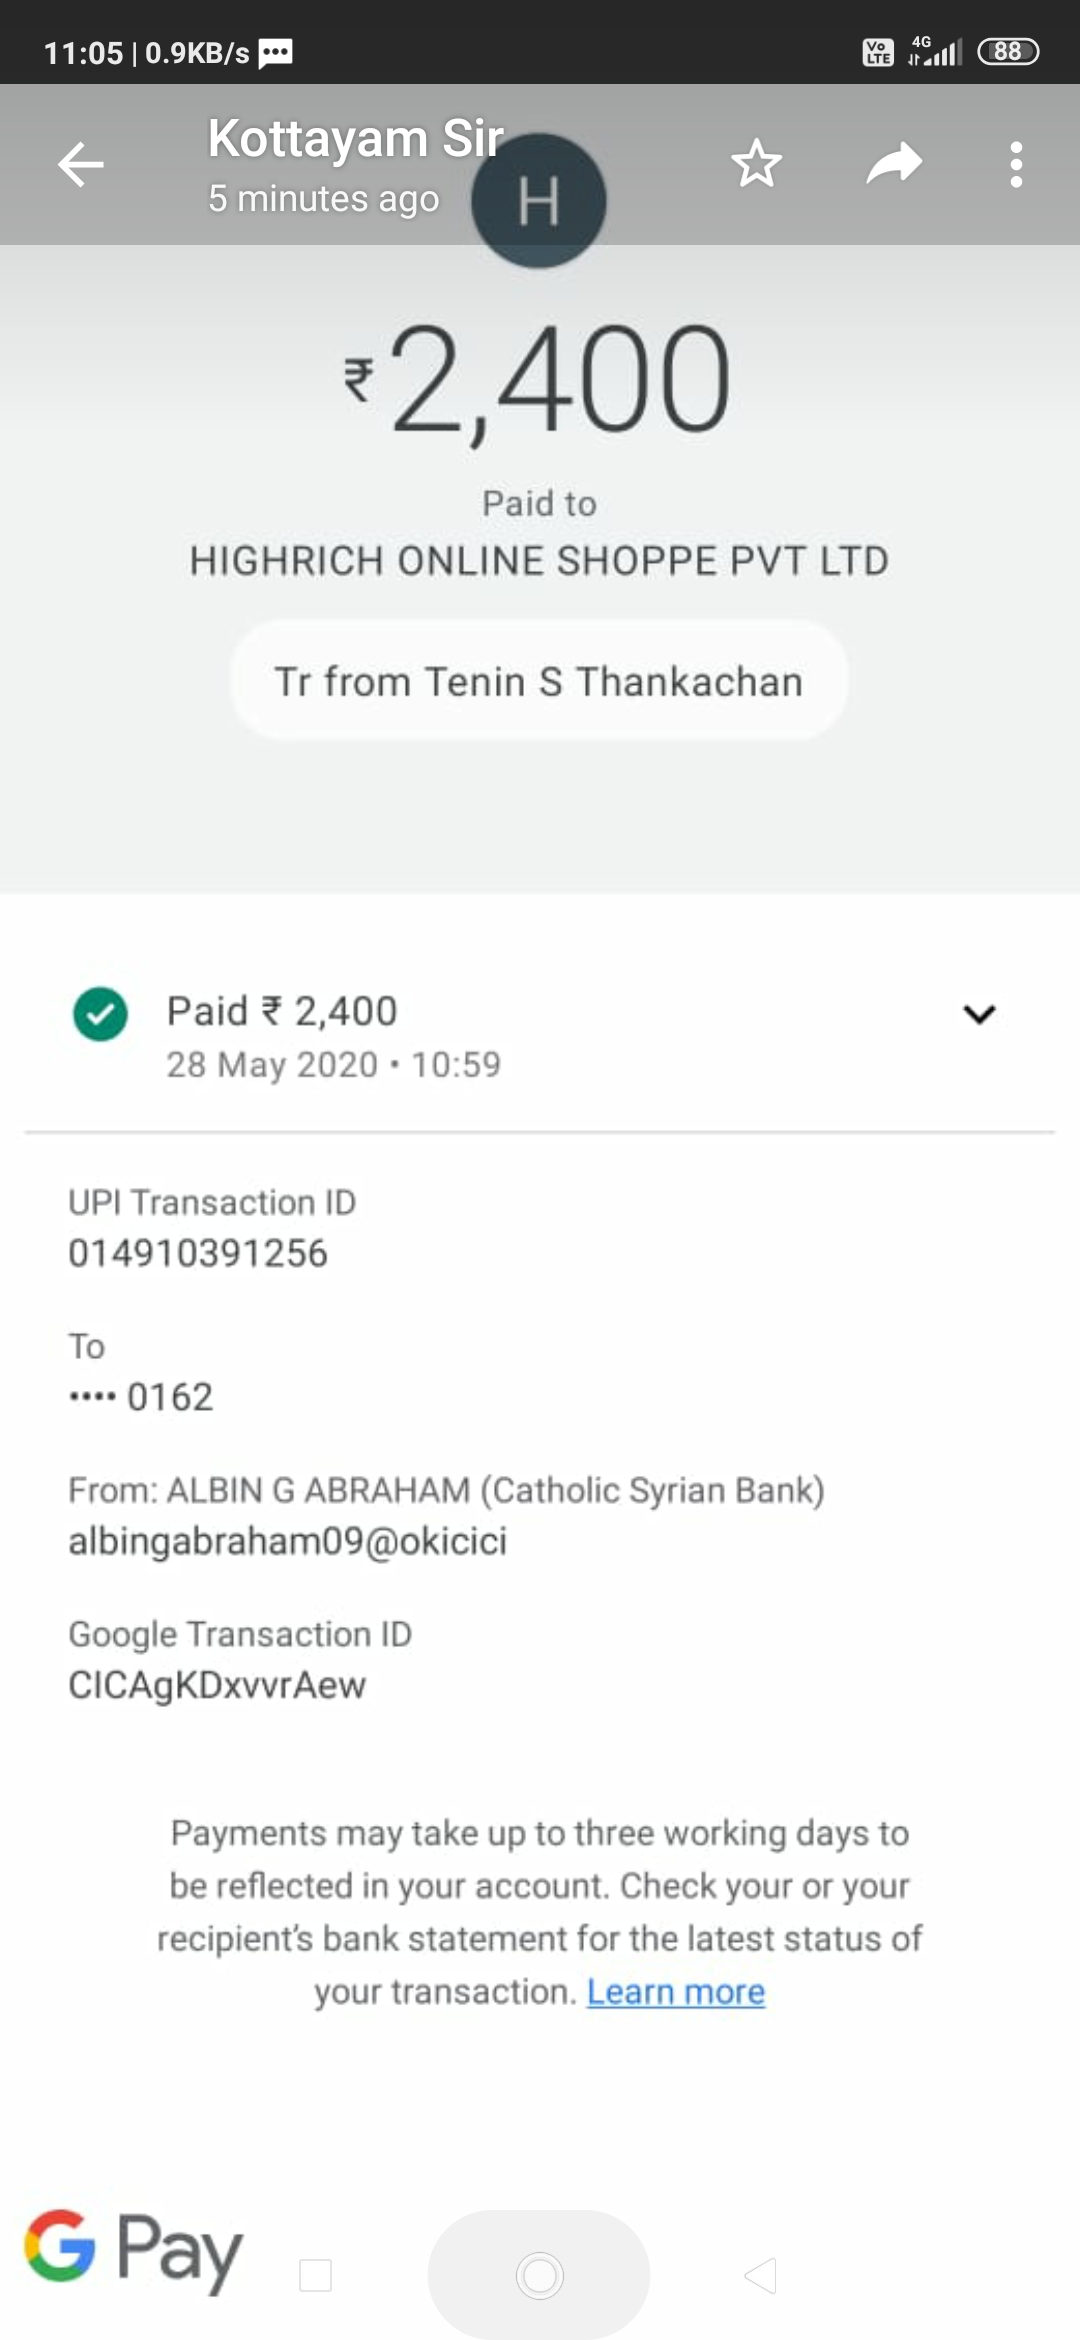 11:05 | 0.9KB/s
Vo LTE 4G 88
Kottayam Sir
5 minutes ago
H
₹2,400
Paid to
HIGHRICH ONLINE SHOPPE PVT LTD
Tr from Tenin S Thankachan
Paid ₹ 2,400
28 May 2020 • 10:59
UPI Transaction ID
014910391256
To
•••• 0162
From: ALBIN G ABRAHAM (Catholic Syrian Bank)
albingabraham09@okicici
Google Transaction ID
CICAgKDxvvrAew
Payments may take up to three working days to
be reflected in your account. Check your or your
recipient's bank statement for the latest status of
your transaction. Learn more
G Pay